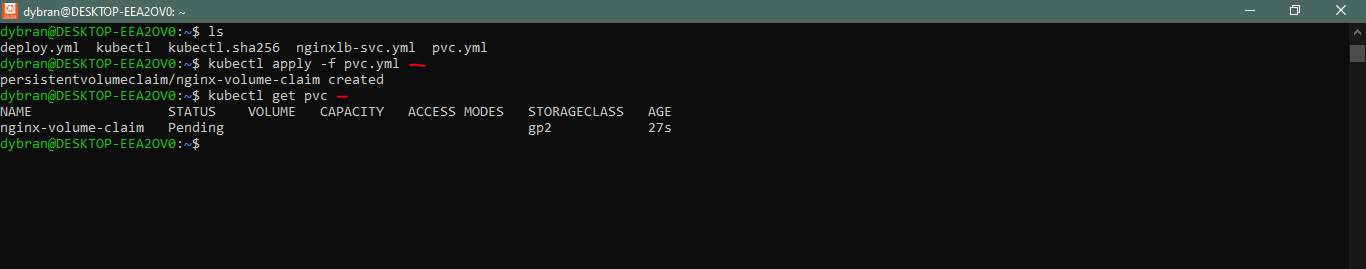 dybran@DESKTOP-EEA2OV0: ~
dybran@DESKTOP-EEA2OV0:~$ ls
deploy.yml  kubectl  kubectl.sha256  nginxlb-svc.yml  pvc.yml
dybran@DESKTOP-EEA2OV0:~$ kubectl apply -f pvc.yml
persistentvolumeclaim/nginx-volume-claim created
dybran@DESKTOP-EEA2OV0:~$ kubectl get pvc
NAME                 STATUS    VOLUME   CAPACITY   ACCESS MODES   STORAGECLASS   AGE
nginx-volume-claim   Pending                                      gp2            27s
dybran@DESKTOP-EEA2OV0:~$